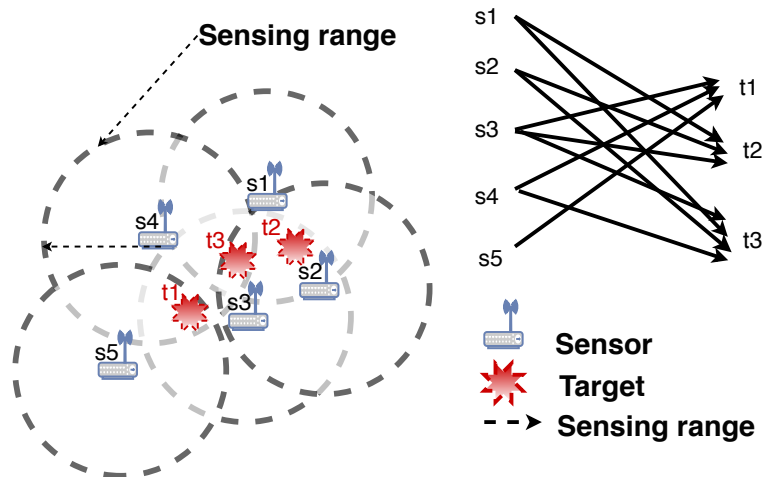 Sensing range
s1
s4
t2
t3
s2
t1
s3
s5
s1
s2
s3
s4
s5
t1
t2
t3
Sensor
Target
Sensing range